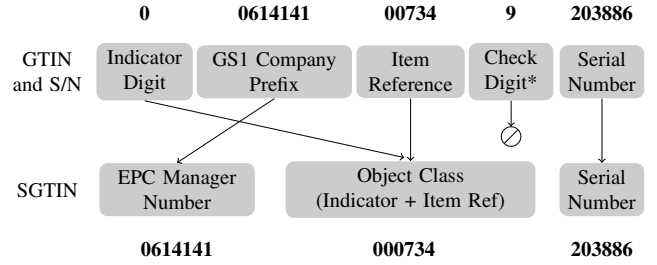 0 0614141 00734 9 203886
GTIN and S/N
Indicator Digit
GS1 Company Prefix
Item Reference
Check Digit*
Serial Number
SGTIN
EPC Manager Number
Object Class (Indicator + Item Ref)
Serial Number
0614141 000734 203886